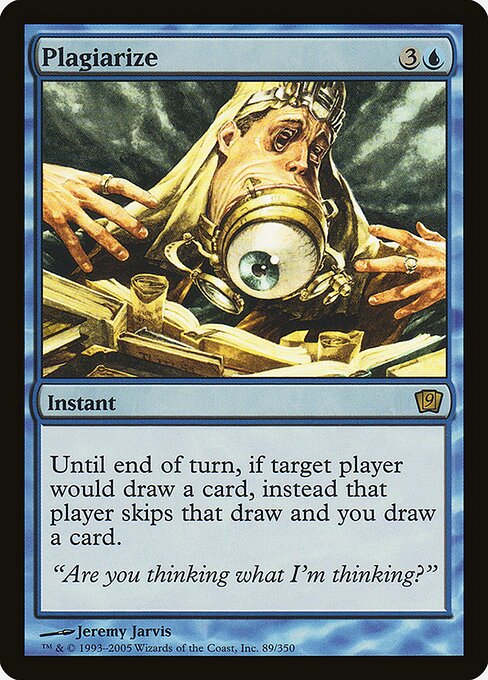 Plagiarize 3
Instant 9
Until end of turn, if target player
would draw a card, instead that
player skips that draw and you draw
a card.
“Are you thinking what I’m thinking?”
Jeremy Jarvis
™ & © 1993–2005 Wizards of the Coast, Inc. 89/350